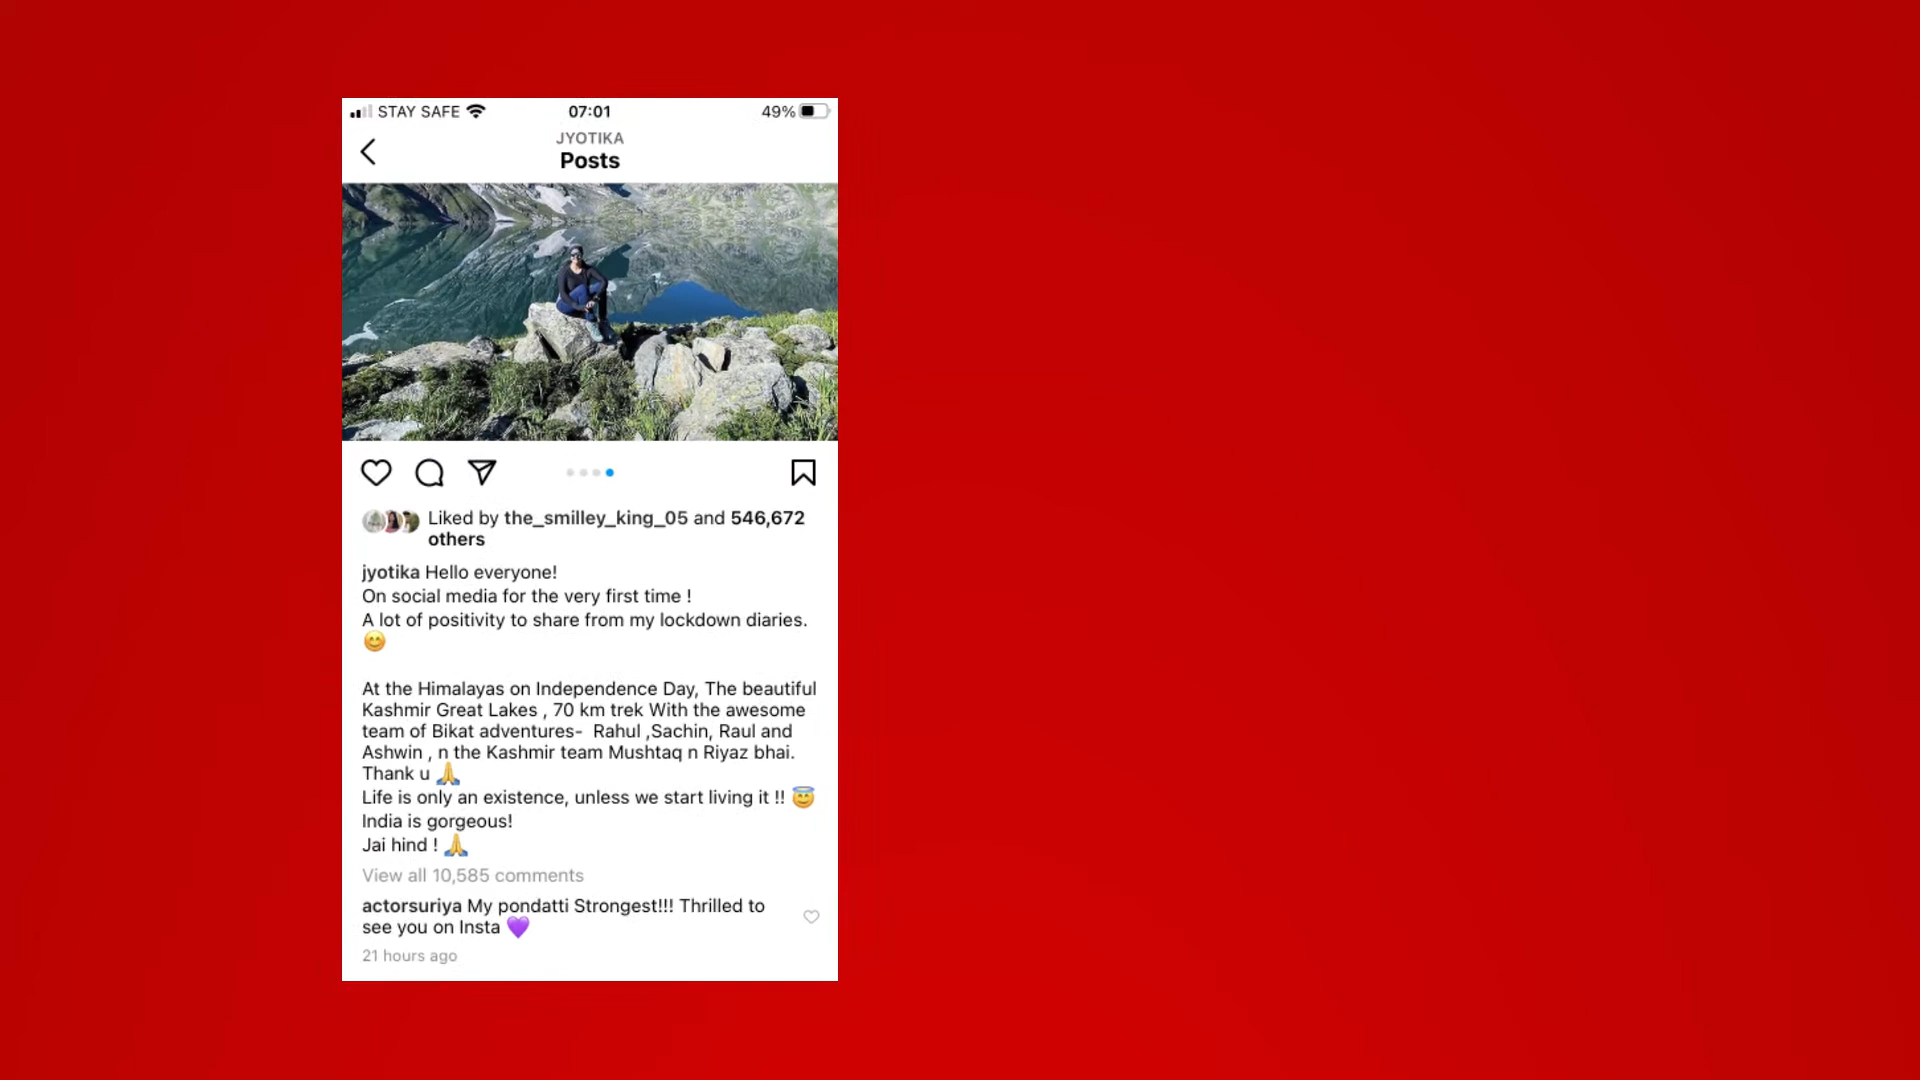 STAY SAFE 07:01 49%
JYOTIKA
Posts
Liked by the_smilley_king_05 and 546,672
others
jyotika Hello everyone!
On social media for the very first time !
A lot of positivity to share from my lockdown diaries.
😊
At the Himalayas on Independence Day, The beautiful
Kashmir Great Lakes , 70 km trek With the awesome
team of Bikat adventures-  Rahul ,Sachin, Raul and
Ashwin , n the Kashmir team Mushtaq n Riyaz bhai.
Thank u 🙏
Life is only an existence, unless we start living it !! 😇
India is gorgeous!
Jai hind ! 🙏
View all 10,585 comments
actorsuriya My pondatti Strongest!!! Thrilled to
see you on Insta 💜
21 hours ago